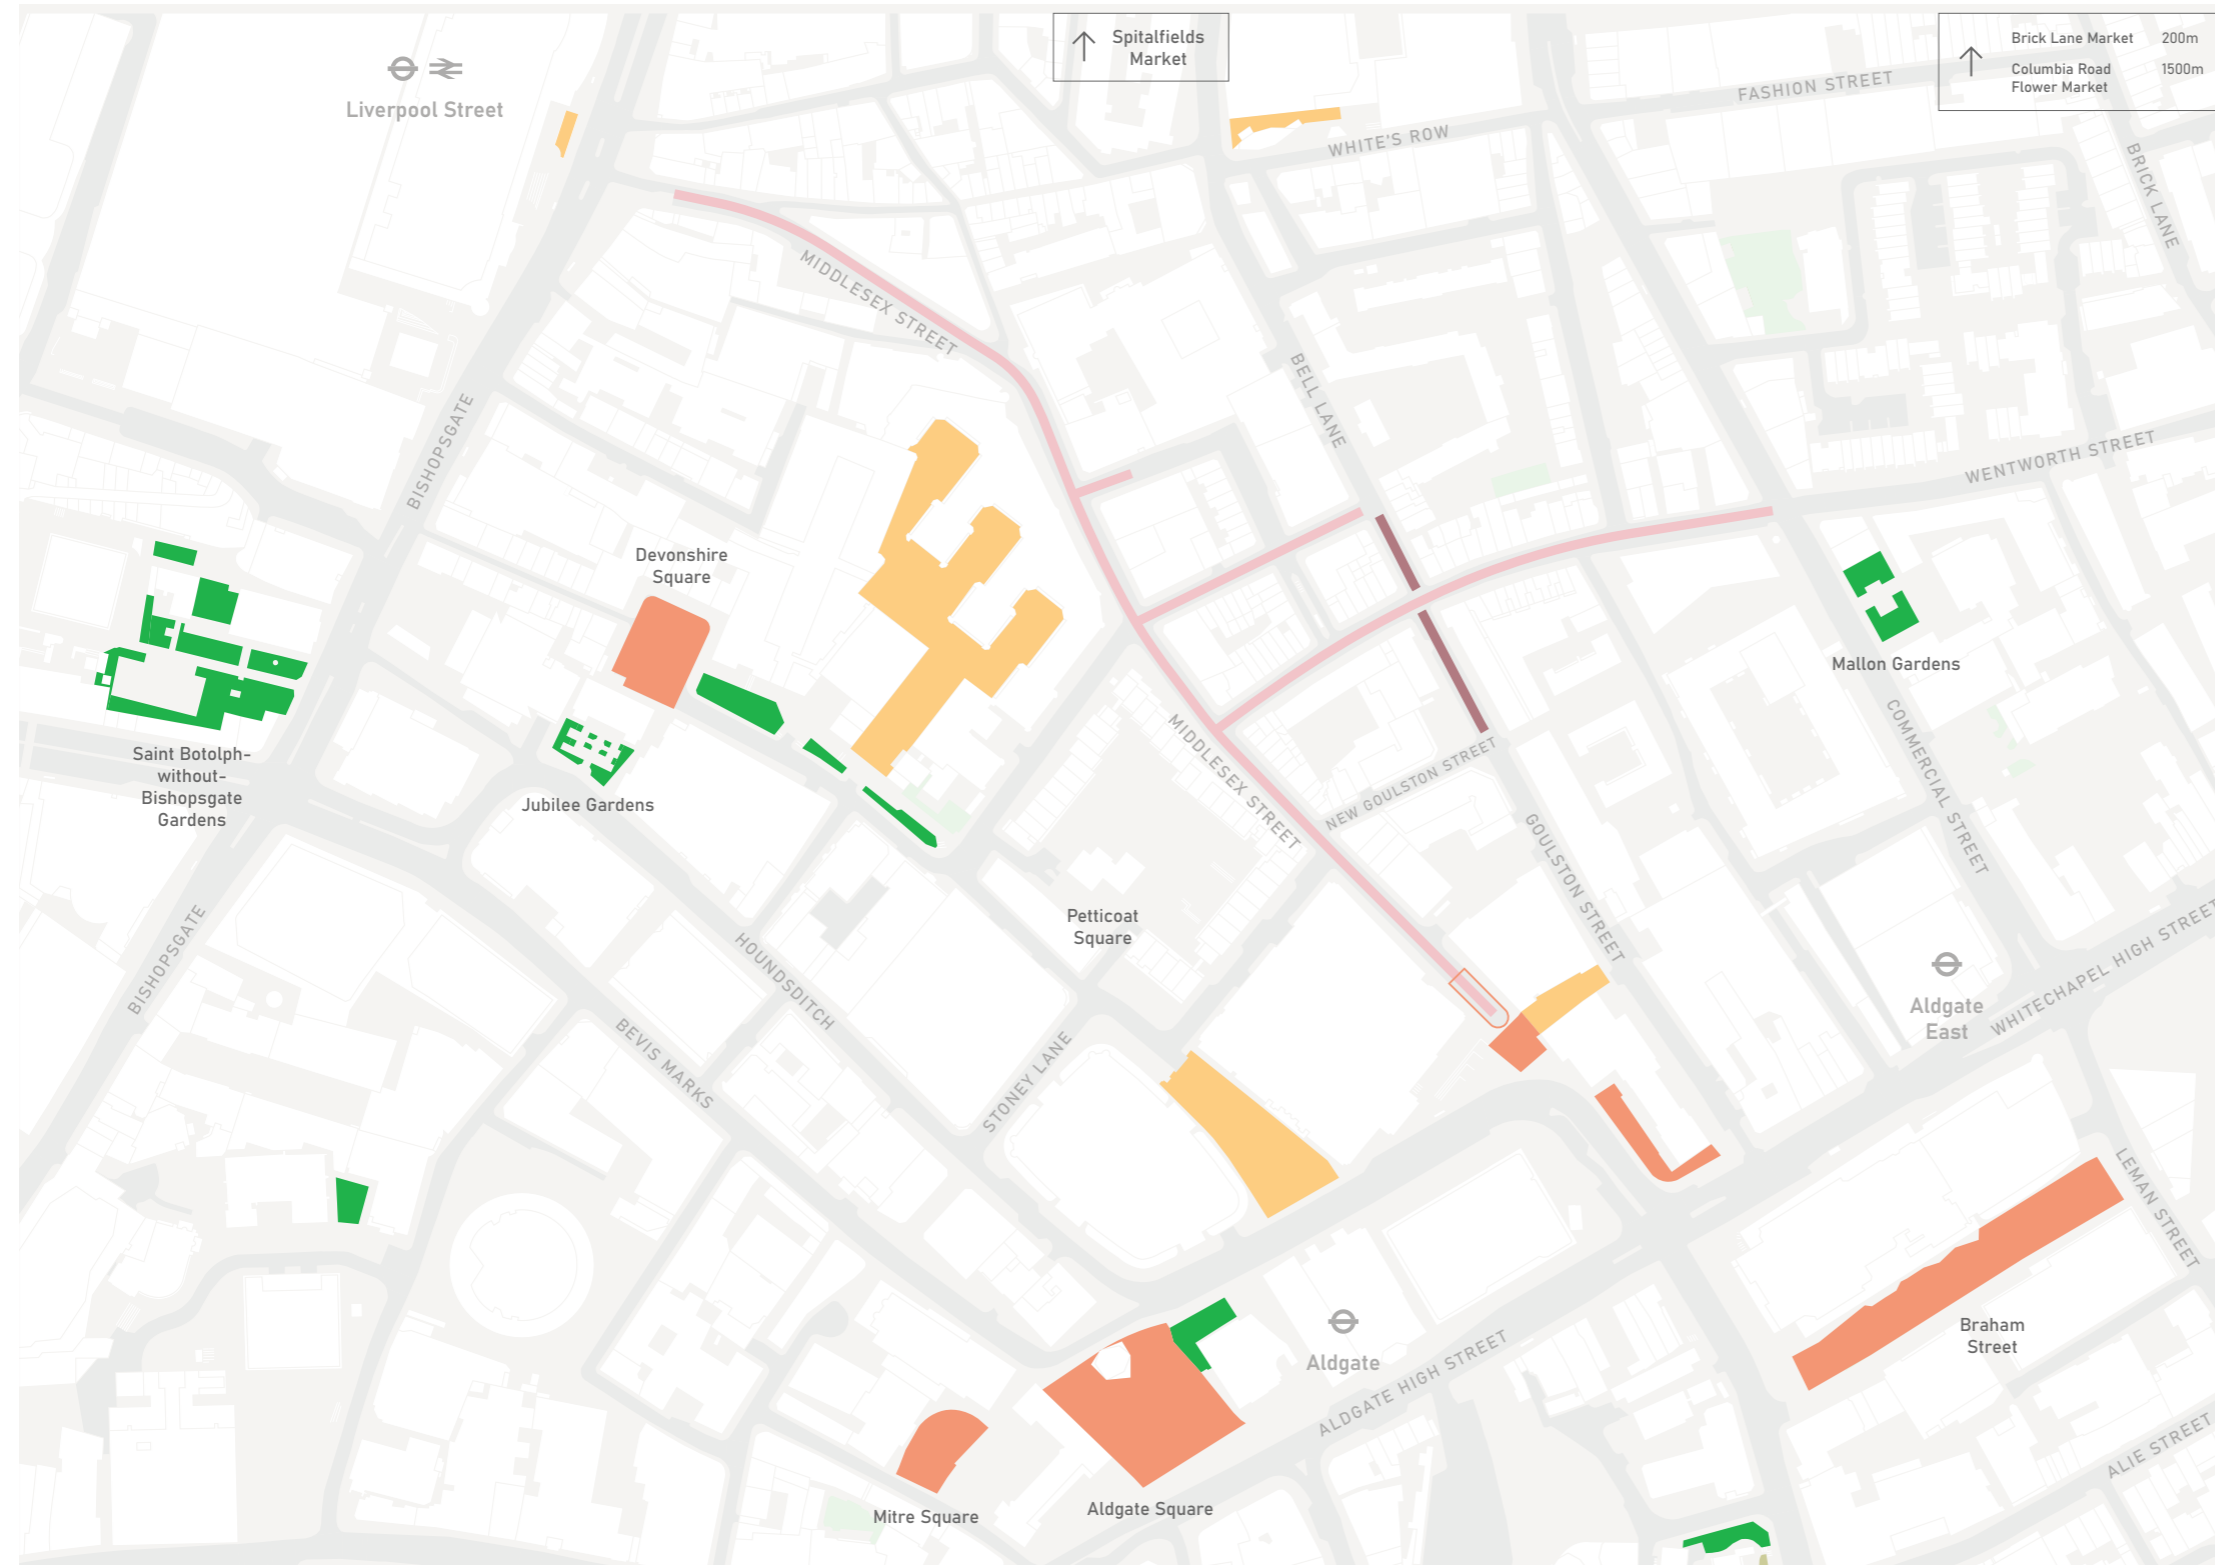 Spitalfields
Market
Brick Lane Market 200m
Columbia Road 1500m
Flower Market
Liverpool Street
FASHION STREET
WHITE'S ROW
BRICK LANE
MIDDLESEX STREET
BELL LANE
BISHOPSGATE
WENTWORTH STREET
Devonshire
Square
Mallon Gardens
Saint Botolph-
without-
Bishopsgate
Gardens
Jubilee Gardens
MIDDLESEX STREET
NEW GOULSTON STREET
COMMERCIAL STREET
GOULSTON STREET
Petticoat
Square
BISHOPSGATE
HOUNDSDITCH
Aldgate
East
WHITECHAPEL HIGH STREET
BEVIS MARKS
STONEY LANE
LEMAN STREET
Braham
Street
Aldgate
ALDGATE HIGH STREET
ALIE STREET
Mitre Square
Aldgate Square